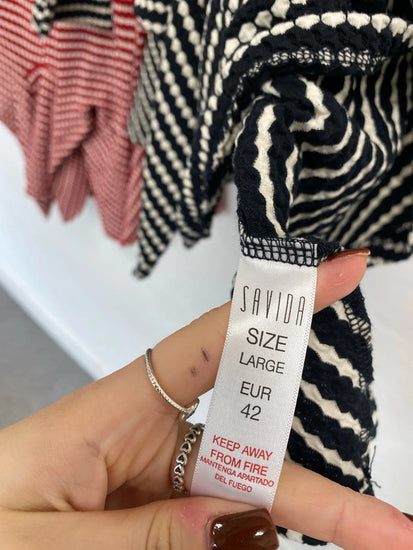 SAVIDA
SIZE
LARGE
EUR
42
KEEP AWAY
FROM FIRE
MANTENGA APARTADO
DEL FUEGO